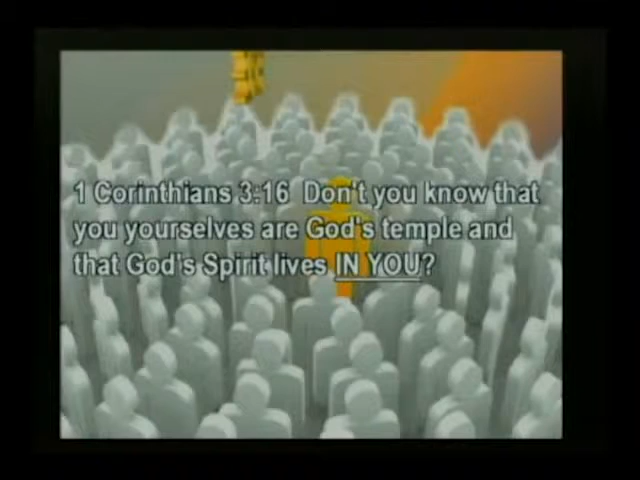 1 Corinthians 3:16  Don't you know that
you yourselves are God's temple and
that God's Spirit lives IN YOU?